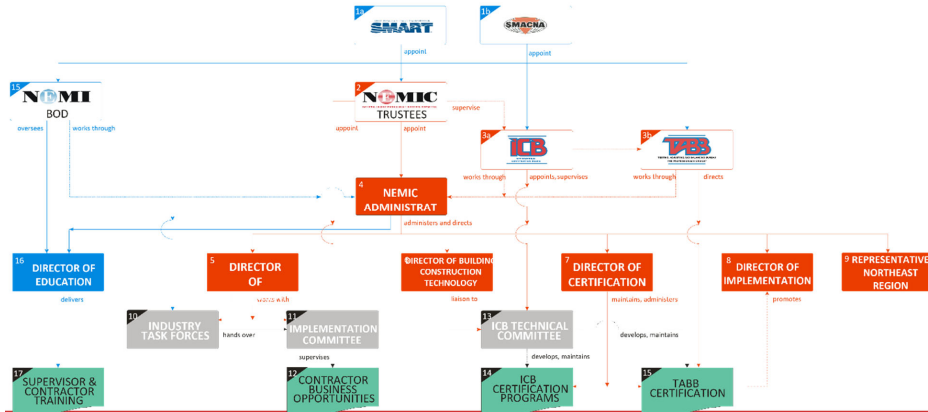 1a
SMART
1b
SMACNA
appoint
appoint
15
NEMI
BOD
2
NEMIC
TRUSTEES
supervise
oversees
works through
appoint
appoint
3a
ICB
3b
TABB
works through
appoints, supervises
works through
directs
4
NEMIC
ADMINISTRAT
administers and directs
16
DIRECTOR OF
EDUCATION
5
DIRECTOR
OF
DIRECTOR OF BUILDING
CONSTRUCTION
TECHNOLOGY
7
DIRECTOR OF
CERTIFICATION
8
DIRECTOR OF
IMPLEMENTATION
9
REPRESENTATIVE
NORTHEAST
REGION
delivers
works with
liaison to
maintains, administers
promotes
10
INDUSTRY
TASK FORCES
hands over
11
IMPLEMENTATION
COMMITTEE
13
ICB TECHNICAL
COMMITTEE
develops, maintains
supervises
develops, maintains
17
SUPERVISOR &
CONTRACTOR
TRAINING
12
CONTRACTOR
BUSINESS
OPPORTUNITIES
14
ICB
CERTIFICATION
PROGRAMS
15
TABB
CERTIFICATION